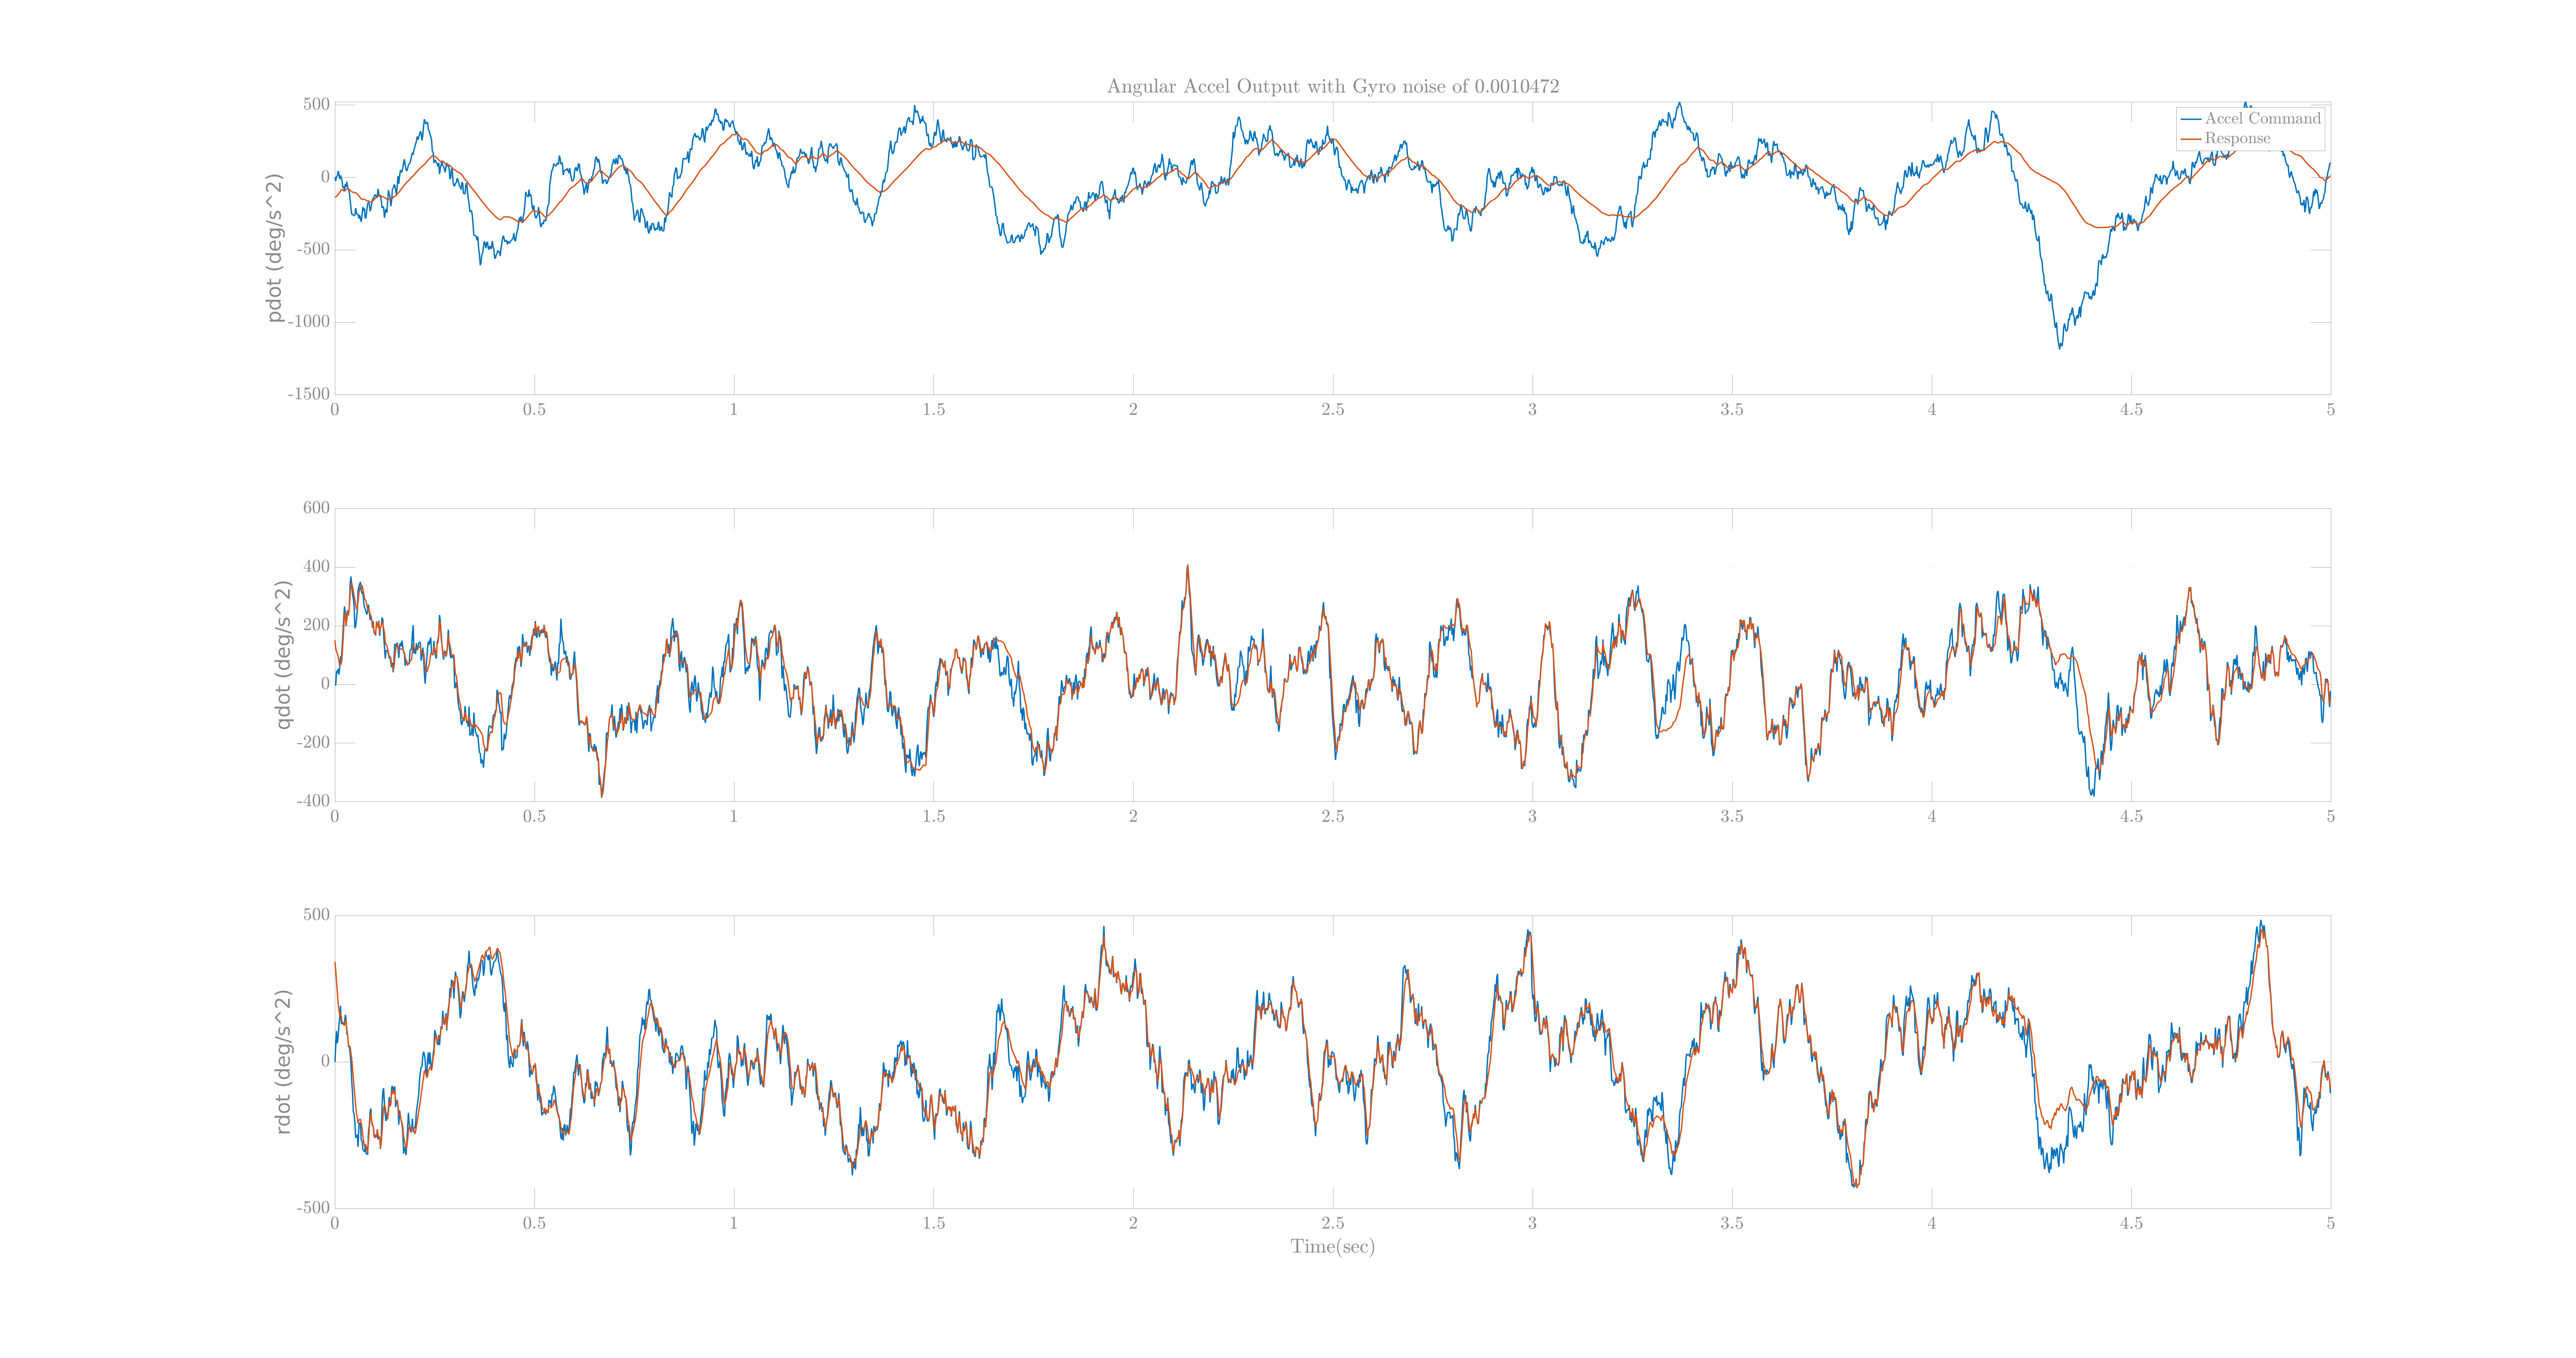 Angular Accel Output with Gyro noise of 0.0010472
Accel Command
Response
pdot (deg/s^2)
500
0
-500
-1000
-1500
0 0.5 1 1.5 2 2.5 3 3.5 4 4.5 5
qdot (deg/s^2)
600
400
200
0
-200
-400
0 0.5 1 1.5 2 2.5 3 3.5 4 4.5 5
rdot (deg/s^2)
500
0
-500
0 0.5 1 1.5 2 2.5 3 3.5 4 4.5 5
Time(sec)